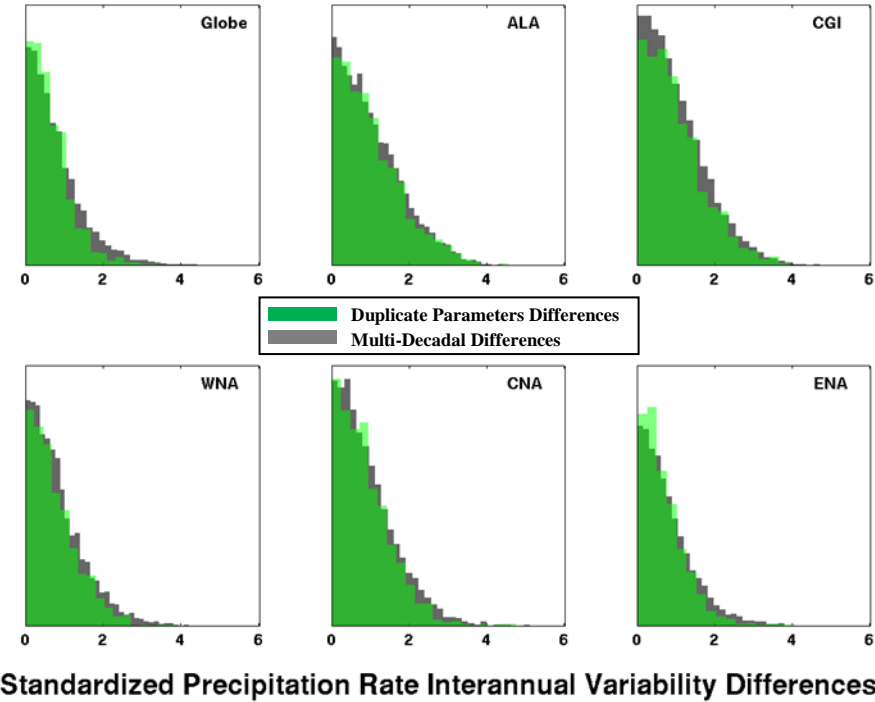 Globe
ALA
CGI
0 2 4 6
0 2 4 6
0 2 4 6
Duplicate Parameters Differences
Multi-Decadal Differences
WNA
CNA
ENA
0 2 4 6
0 2 4 6
0 2 4 6
Standardized Precipitation Rate Interannual Variability Differences